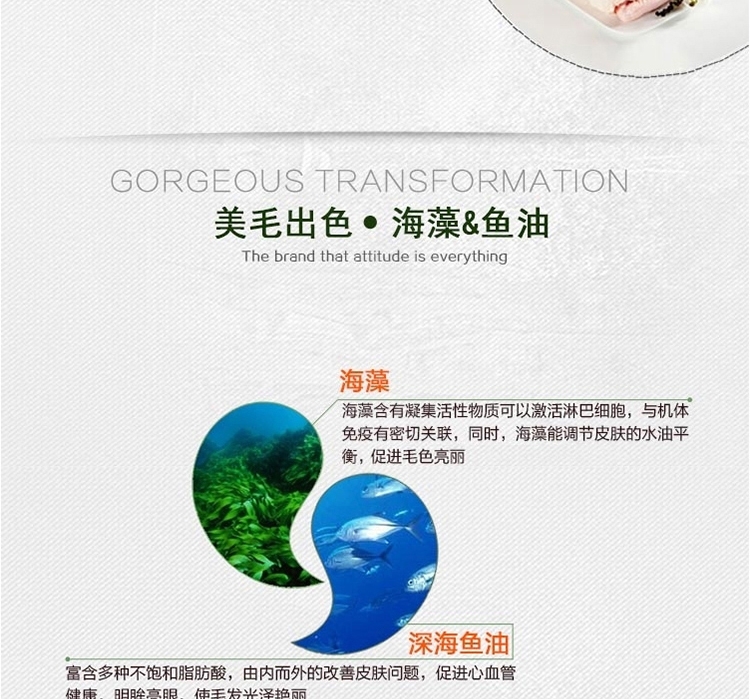 GORGEOUS TRANSFORMATION
美毛出色•海藻&鱼油
The brand that attitude is everything
海藻
海藻含有凝集活性物质可以激活淋巴细胞，与机体
免疫有密切关联，同时，海藻能调节皮肤的水油平
衡，促进毛色亮丽
深海鱼油
富含多种不饱和脂肪酸，由内而外的改善皮肤问题，促进心血管
健康，明眸亮眼，使毛发光泽艳丽